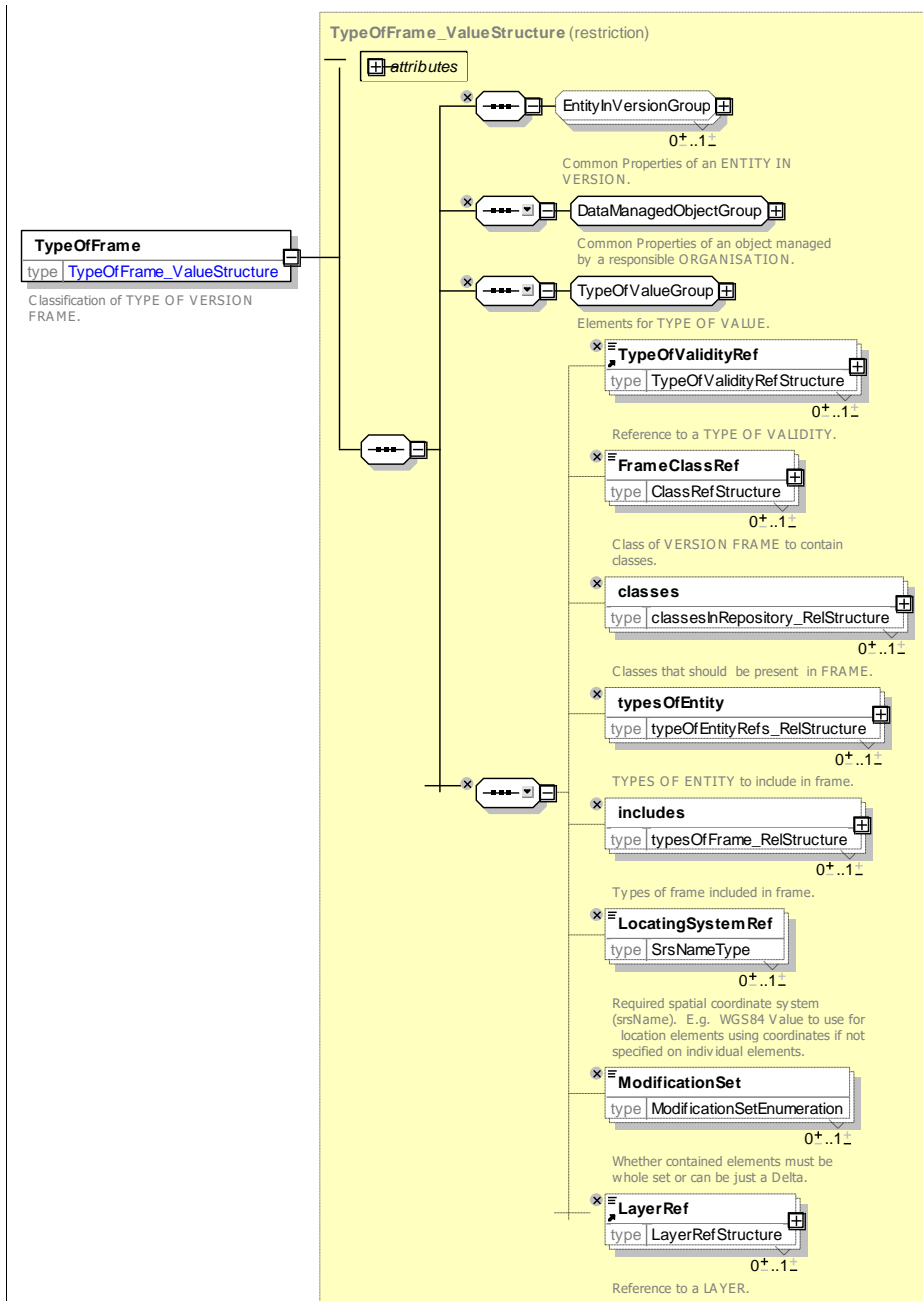 TypeOfFrame_ValueStructure (restriction)
attributes
EntityInVersionGroup
0±..1±
Common Properties of an ENTITY IN
VERSION.
DataManagedObjectGroup
Common Properties of an object managed
by a responsible ORGANISATION.
TypeOfFrame
type TypeOfFrame_ValueStructure
Classification of TYPE OF VERSION
FRAME.
TypeOfValueGroup
Elements for TYPE OF VALUE.
TypeOfValidityRef
type TypeOfValidityRefStructure
0±..1±
Reference to a TYPE OF VALIDITY.
FrameClassRef
type ClassRefStructure
0±..1±
Class of VERSION FRAME to contain
classes.
classes
type classesInRepository_RelStructure
0±..1±
Classes that should be present in FRAME.
typesOfEntity
type typeOfEntityRefs_RelStructure
0±..1±
TYPES OF ENTITY to include in frame.
includes
type typesOfFrame_RelStructure
0±..1±
Types of frame included in frame.
LocatingSystemRef
type SrsNameType
0±..1±
Required spatial coordinate system
(srsName). E.g. WGS84 Value to use for
location elements using coordinates if not
specified on individual elements.
ModificationSet
type ModificationSetEnumeration
0±..1±
Whether contained elements must be
whole set or can be just a Delta.
LayerRef
type LayerRefStructure
0±..1±
Reference to a LAYER.